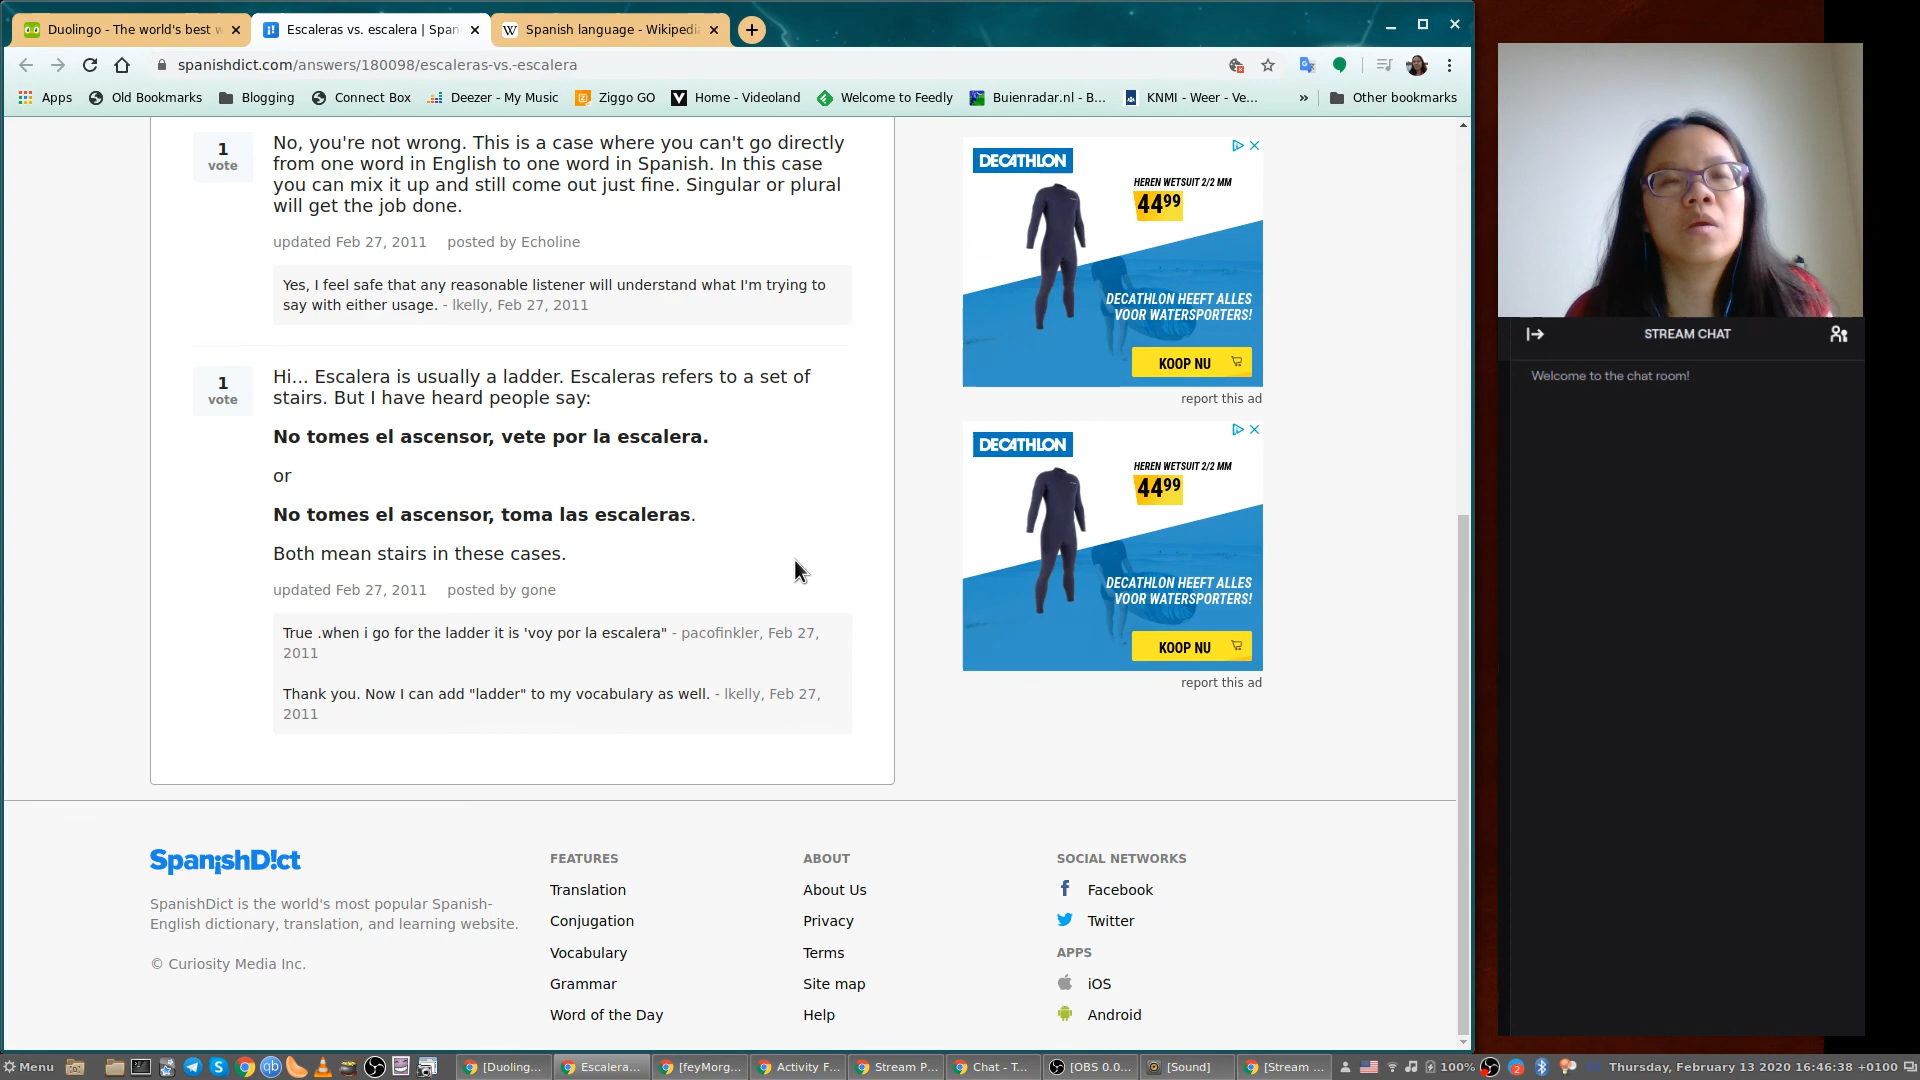 Duolingo - The world's best w
Escaleras vs. escalera | Span
Spanish language - Wikipedi
spanishdict.com/answers/180098/escaleras-vs.-escalera
Apps
Old Bookmarks
Blogging
Connect Box
Deezer - My Music
Ziggo GO
Home - Videoland
Welcome to Feedly
Buienradar.nl - B...
KNMI - Weer - Ve...
»
Other bookmarks
1
vote
No, you're not wrong. This is a case where you can't go directly
from one word in English to one word in Spanish. In this case
you can mix it up and still come out just fine. Singular or plural
will get the job done.
updated Feb 27, 2011 posted by Echoline
Yes, I feel safe that any reasonable listener will understand what I'm trying to
say with either usage. - lkelly, Feb 27, 2011
1
vote
Hi... Escalera is usually a ladder. Escaleras refers to a set of
stairs. But I have heard people say:
No tomes el ascensor, vete por la escalera.
or
No tomes el ascensor, toma las escaleras.
Both mean stairs in these cases.
updated Feb 27, 2011 posted by gone
True .when i go for the ladder it is 'voy por la escalera" - pacofinkler, Feb 27,
2011
Thank you. Now I can add "ladder" to my vocabulary as well. - lkelly, Feb 27,
2011
DECATHLON
HEREN WETSUIT 2/2 MM
44⁹⁹
DECATHLON HEEFT ALLES
VOOR WATERSPORTERS!
KOOP NU
report this ad
DECATHLON
HEREN WETSUIT 2/2 MM
44⁹⁹
DECATHLON HEEFT ALLES
VOOR WATERSPORTERS!
KOOP NU
report this ad
STREAM CHAT
Welcome to the chat room!
Span¡shD!ct
SpanishDict is the world's most popular Spanish-
English dictionary, translation, and learning website.
© Curiosity Media Inc.
FEATURES
Translation
Conjugation
Vocabulary
Grammar
Word of the Day
ABOUT
About Us
Privacy
Terms
Site map
Help
SOCIAL NETWORKS
Facebook
Twitter
APPS
iOS
Android
Menu
[Duoling...
Escalera...
[feyMorg...
Activity F...
Stream P...
Chat - T...
[OBS 0.0...
[Sound]
[Stream ...
100%
2
Thursday, February 13 2020 16:46:38 +0100